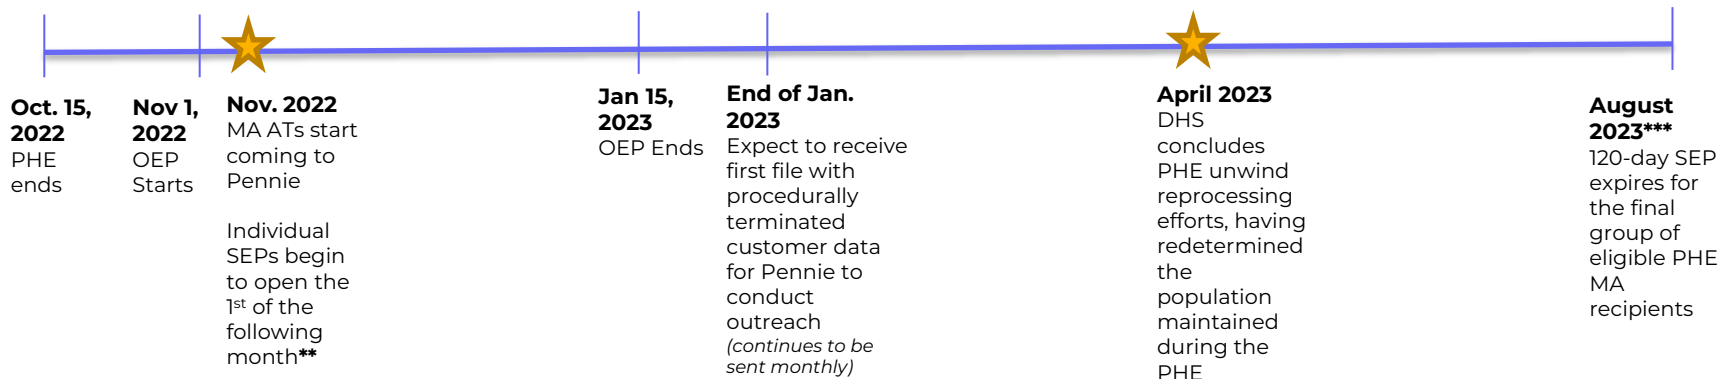 Oct. 15,
2022
PHE
ends
Nov 1,
2022
OEP
Starts
Nov. 2022
MA ATs start
coming to
Pennie
Individual
SEPs begin
to open the
1st of the
following
month**
Jan 15,
2023
OEP Ends
End of Jan.
2023
Expect to receive
first file with
procedurally
terminated
customer data
for Pennie to
conduct
outreach
(continues to be
sent monthly)
April 2023
DHS
concludes
PHE unwind
reprocessing
efforts, having
redetermined
the
population
maintained
during the
PHE
August
2023***
120-day SEP
expires for
the final
group of
eligible PHE
MA
recipients